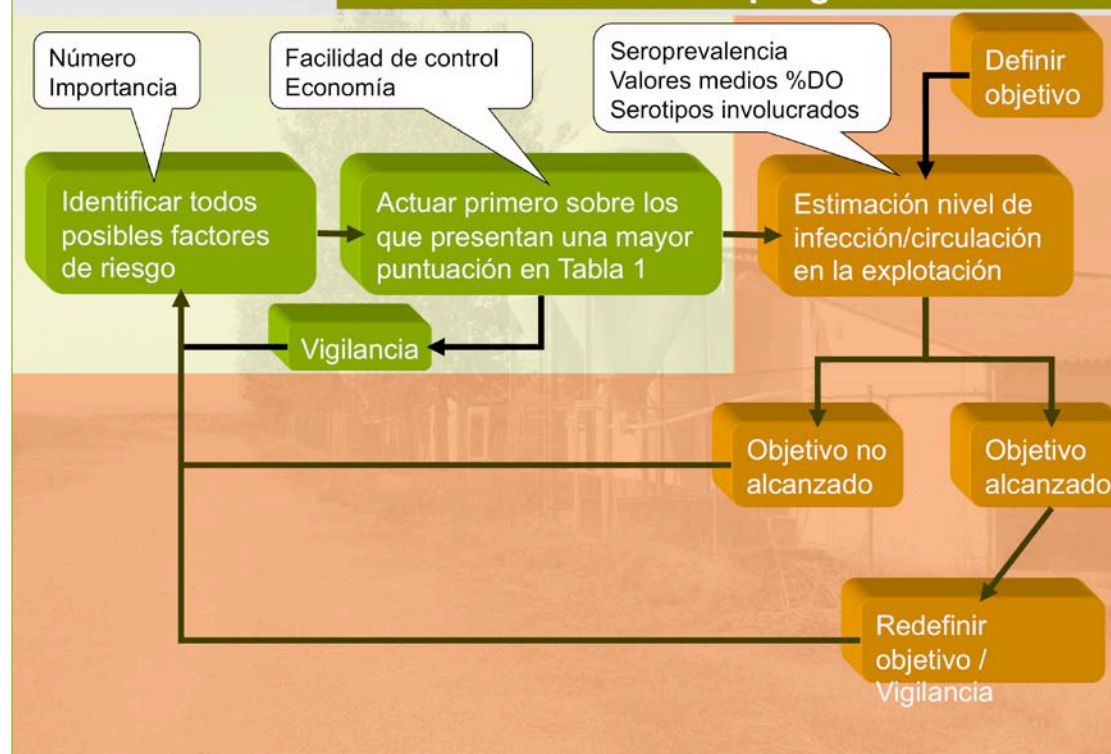 Número
Importancia
Facilidad de control
Economía
Seroprevalencia
Valores medios %DO
Serotipos involucrados
Definir
objetivo
Identificar todos
posibles factores
de riesgo
Actuar primero sobre los
que presentan una mayor
puntuación en Tabla 1
Estimación nivel de
infección/circulación
en la explotación
Vigilancia
Objetivo no
alcanzado
Objetivo
alcanzado
Redefinir
objetivo /
Vigilancia